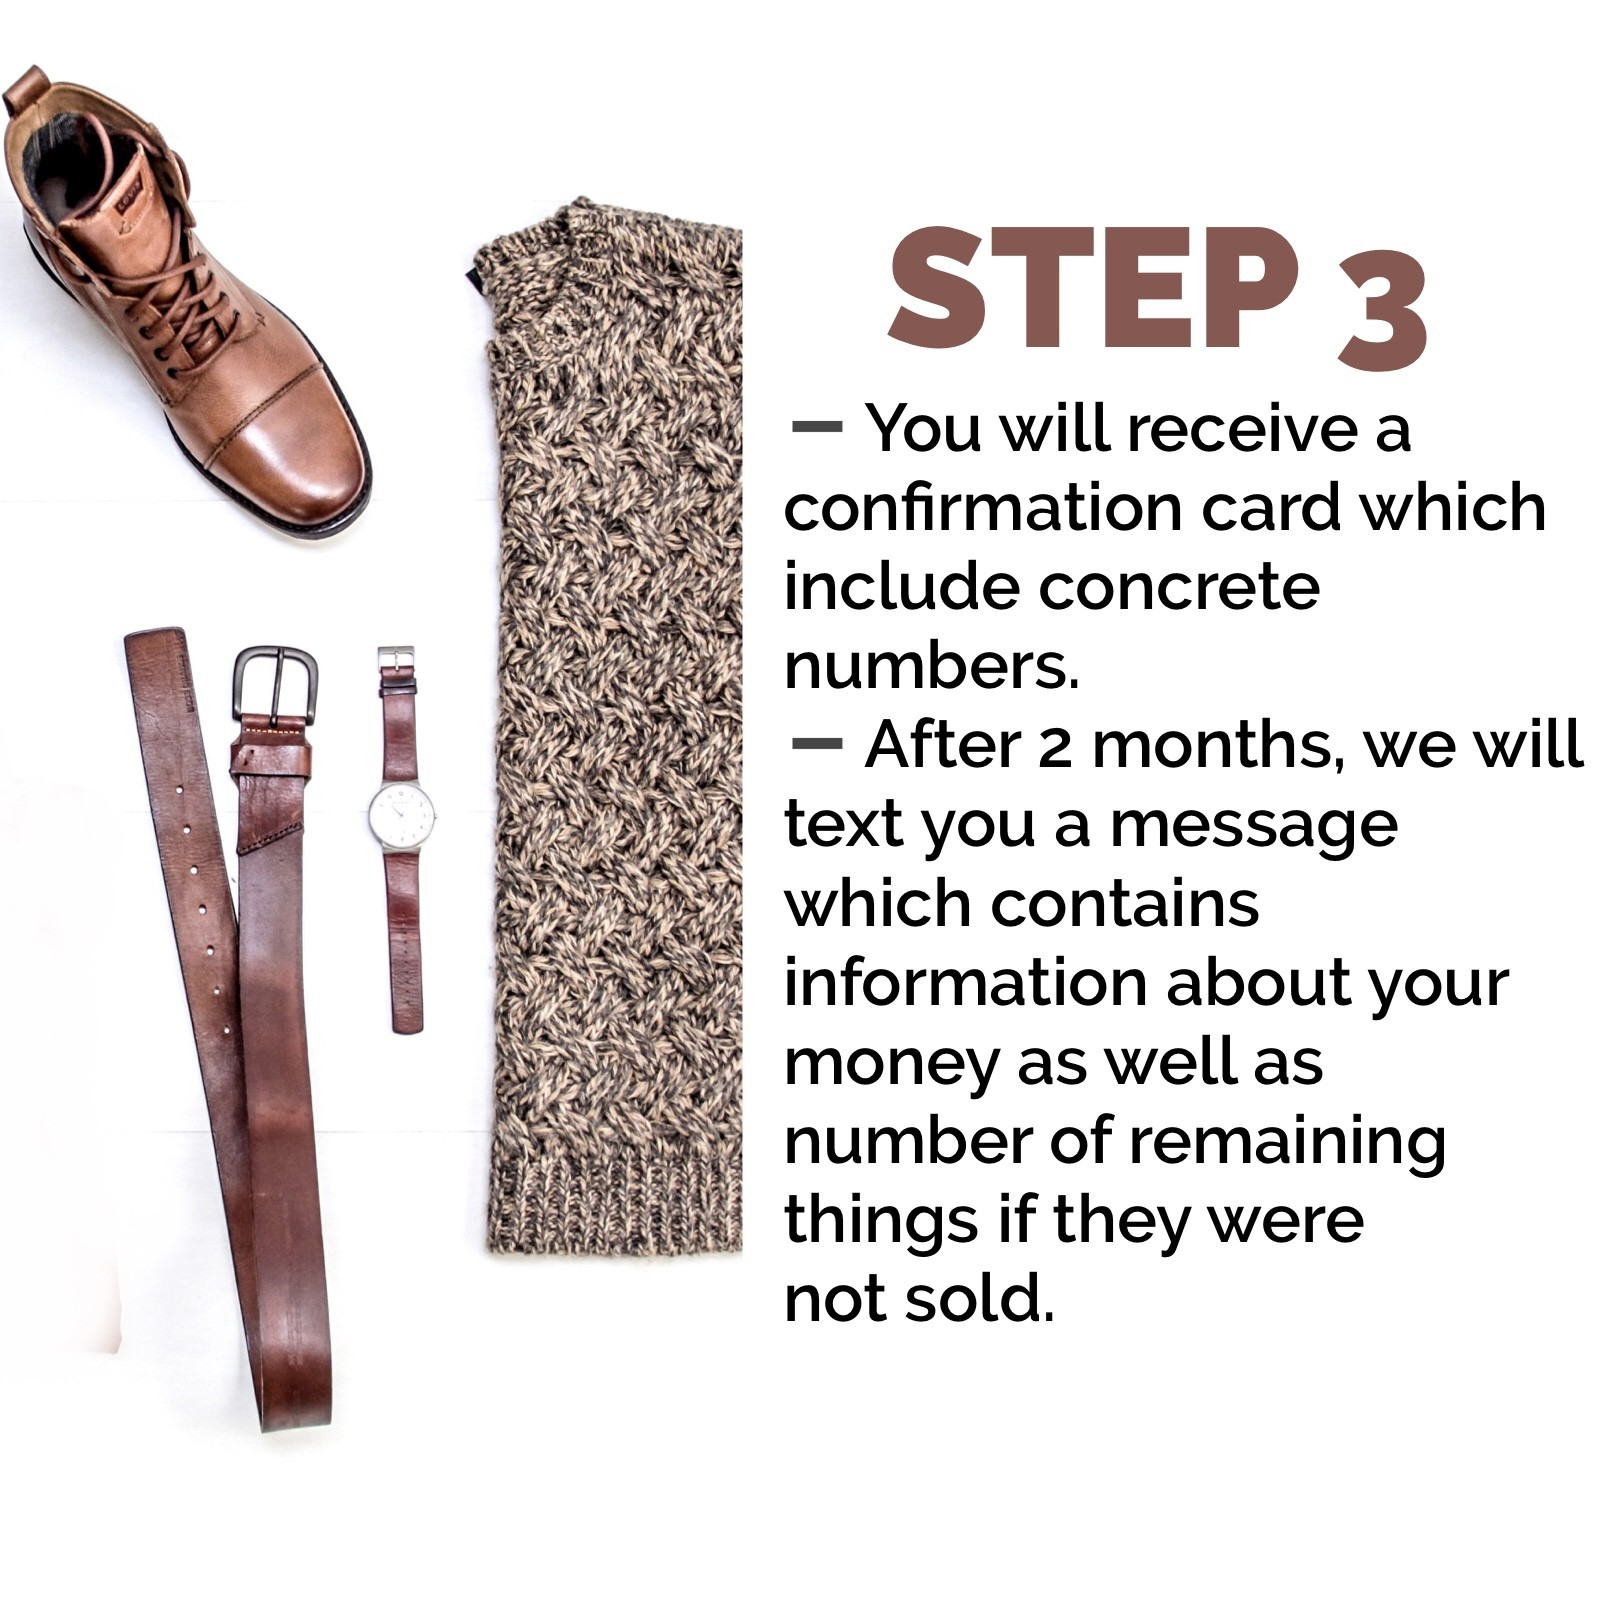 LEVI'S
STEP 3
— You will receive a
confirmation card which
include concrete
numbers.
— After 2 months, we will
text you a message
which contains
information about your
money as well as
number of remaining
things if they were
not sold.